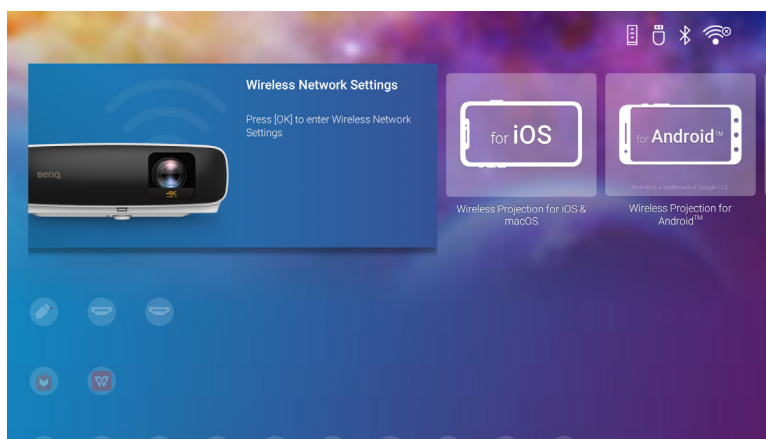 Wireless Network Settings
Press [OK] to enter Wireless Network
Settings
BenQ
4K
for iOS
for Android™
Android is a trademark of Google LLC
Wireless Projection for iOS &
macOS
Wireless Projection for
Android™